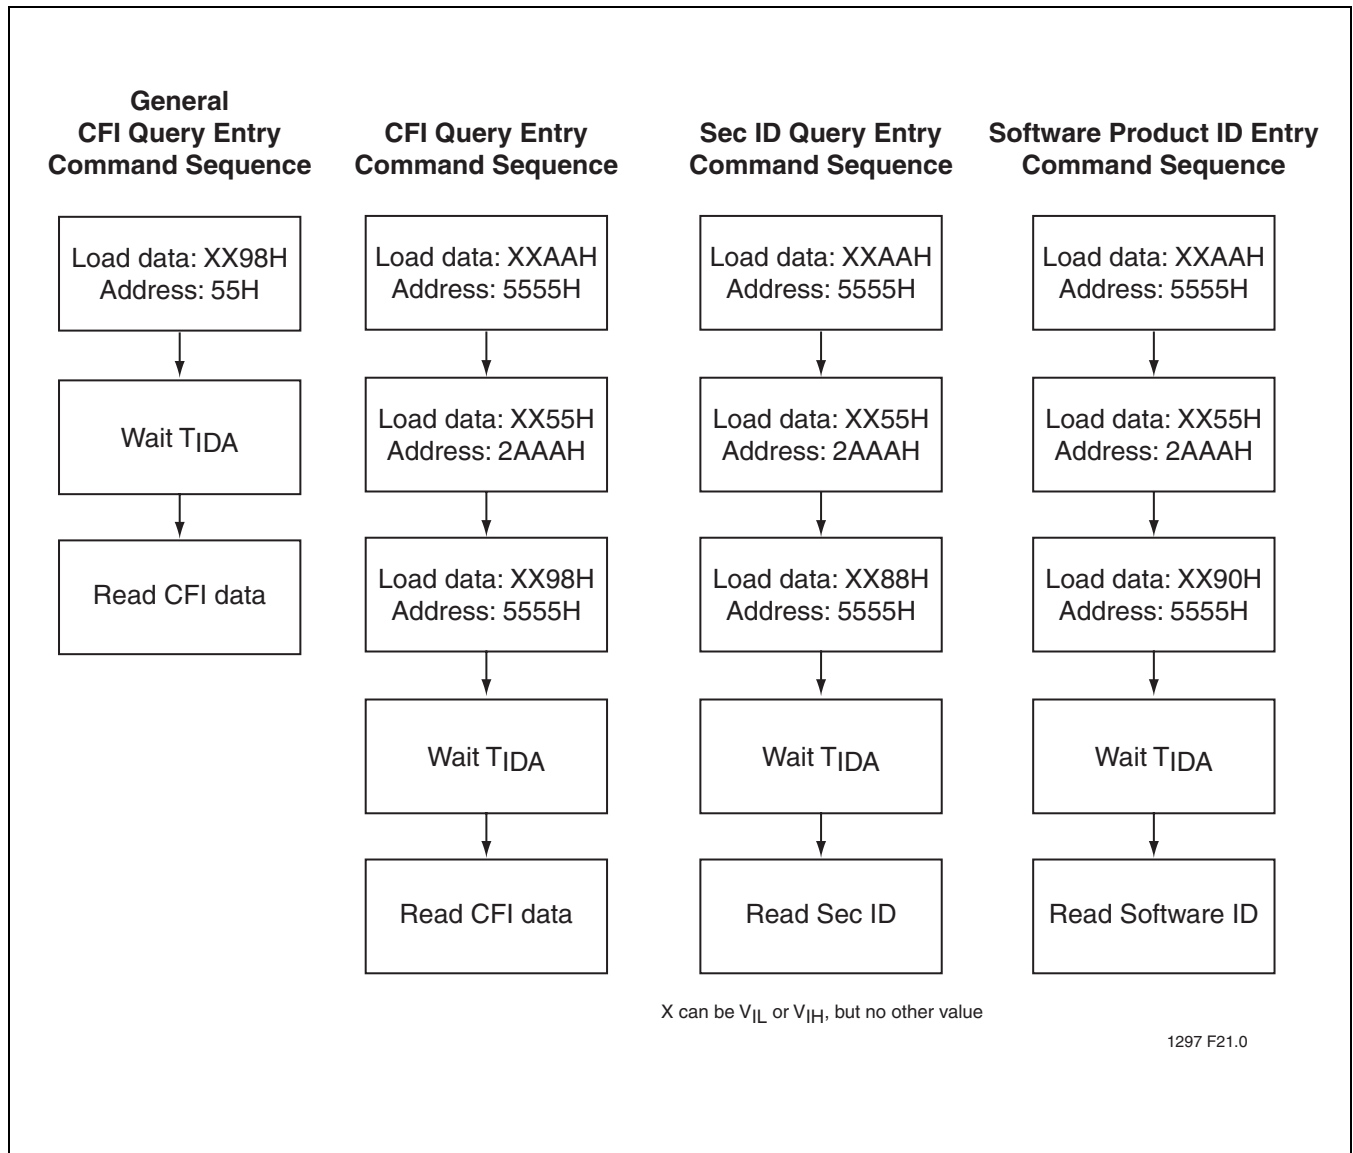 General
CFI Query Entry
Command Sequence
Load data: XX98H
Address: 55H
Wait TIDA
Read CFI data
CFI Query Entry
Command Sequence
Load data: XXAAH
Address: 5555H
Load data: XX55H
Address: 2AAAH
Load data: XX98H
Address: 5555H
Wait TIDA
Read CFI data
Sec ID Query Entry
Command Sequence
Load data: XXAAH
Address: 5555H
Load data: XX55H
Address: 2AAAH
Load data: XX88H
Address: 5555H
Wait TIDA
Read Sec ID
Software Product ID Entry
Command Sequence
Load data: XXAAH
Address: 5555H
Load data: XX55H
Address: 2AAAH
Load data: XX90H
Address: 5555H
Wait TIDA
Read Software ID
X can be VIL or VIH, but no other value
1297 F21.0